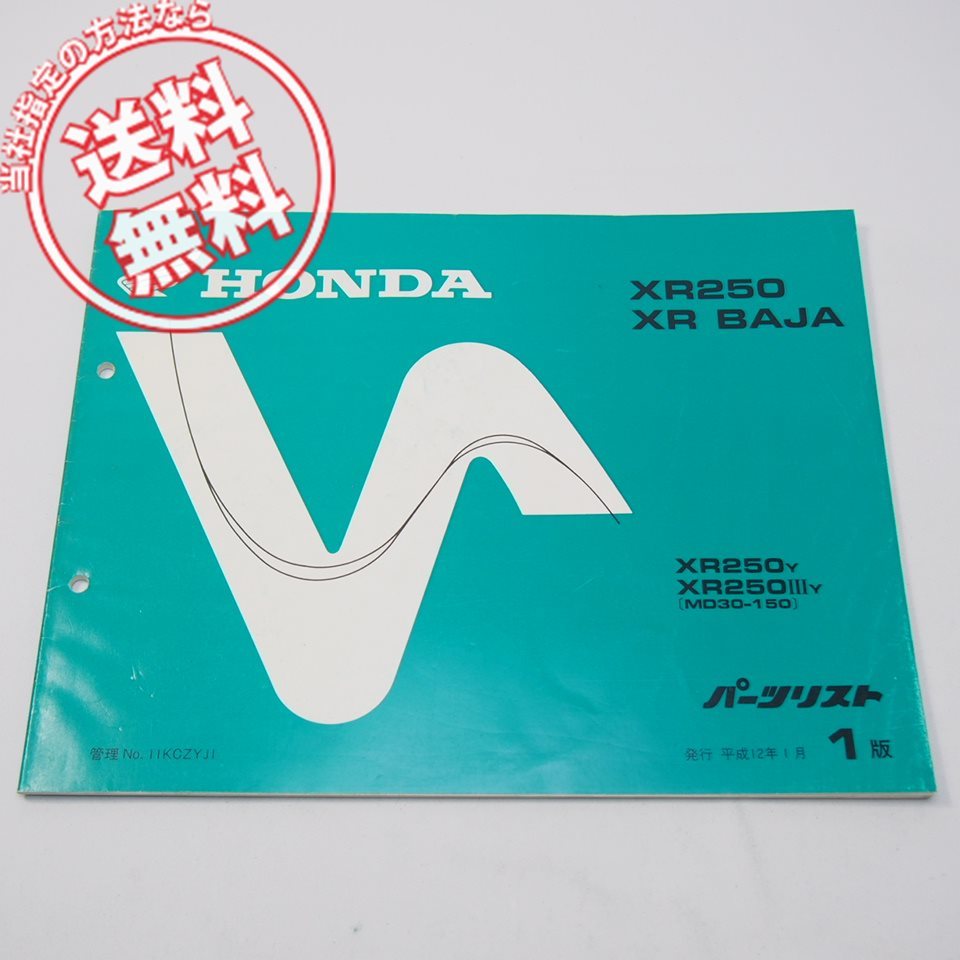 当社指定の方法なら
送料
無料
HONDA
XR250
XR BAJA
XR250Y
XR250IIIY
[MD30-150]
パーツリスト
管理 No. 11KCZYJ1
発行 平成12年1月 1版